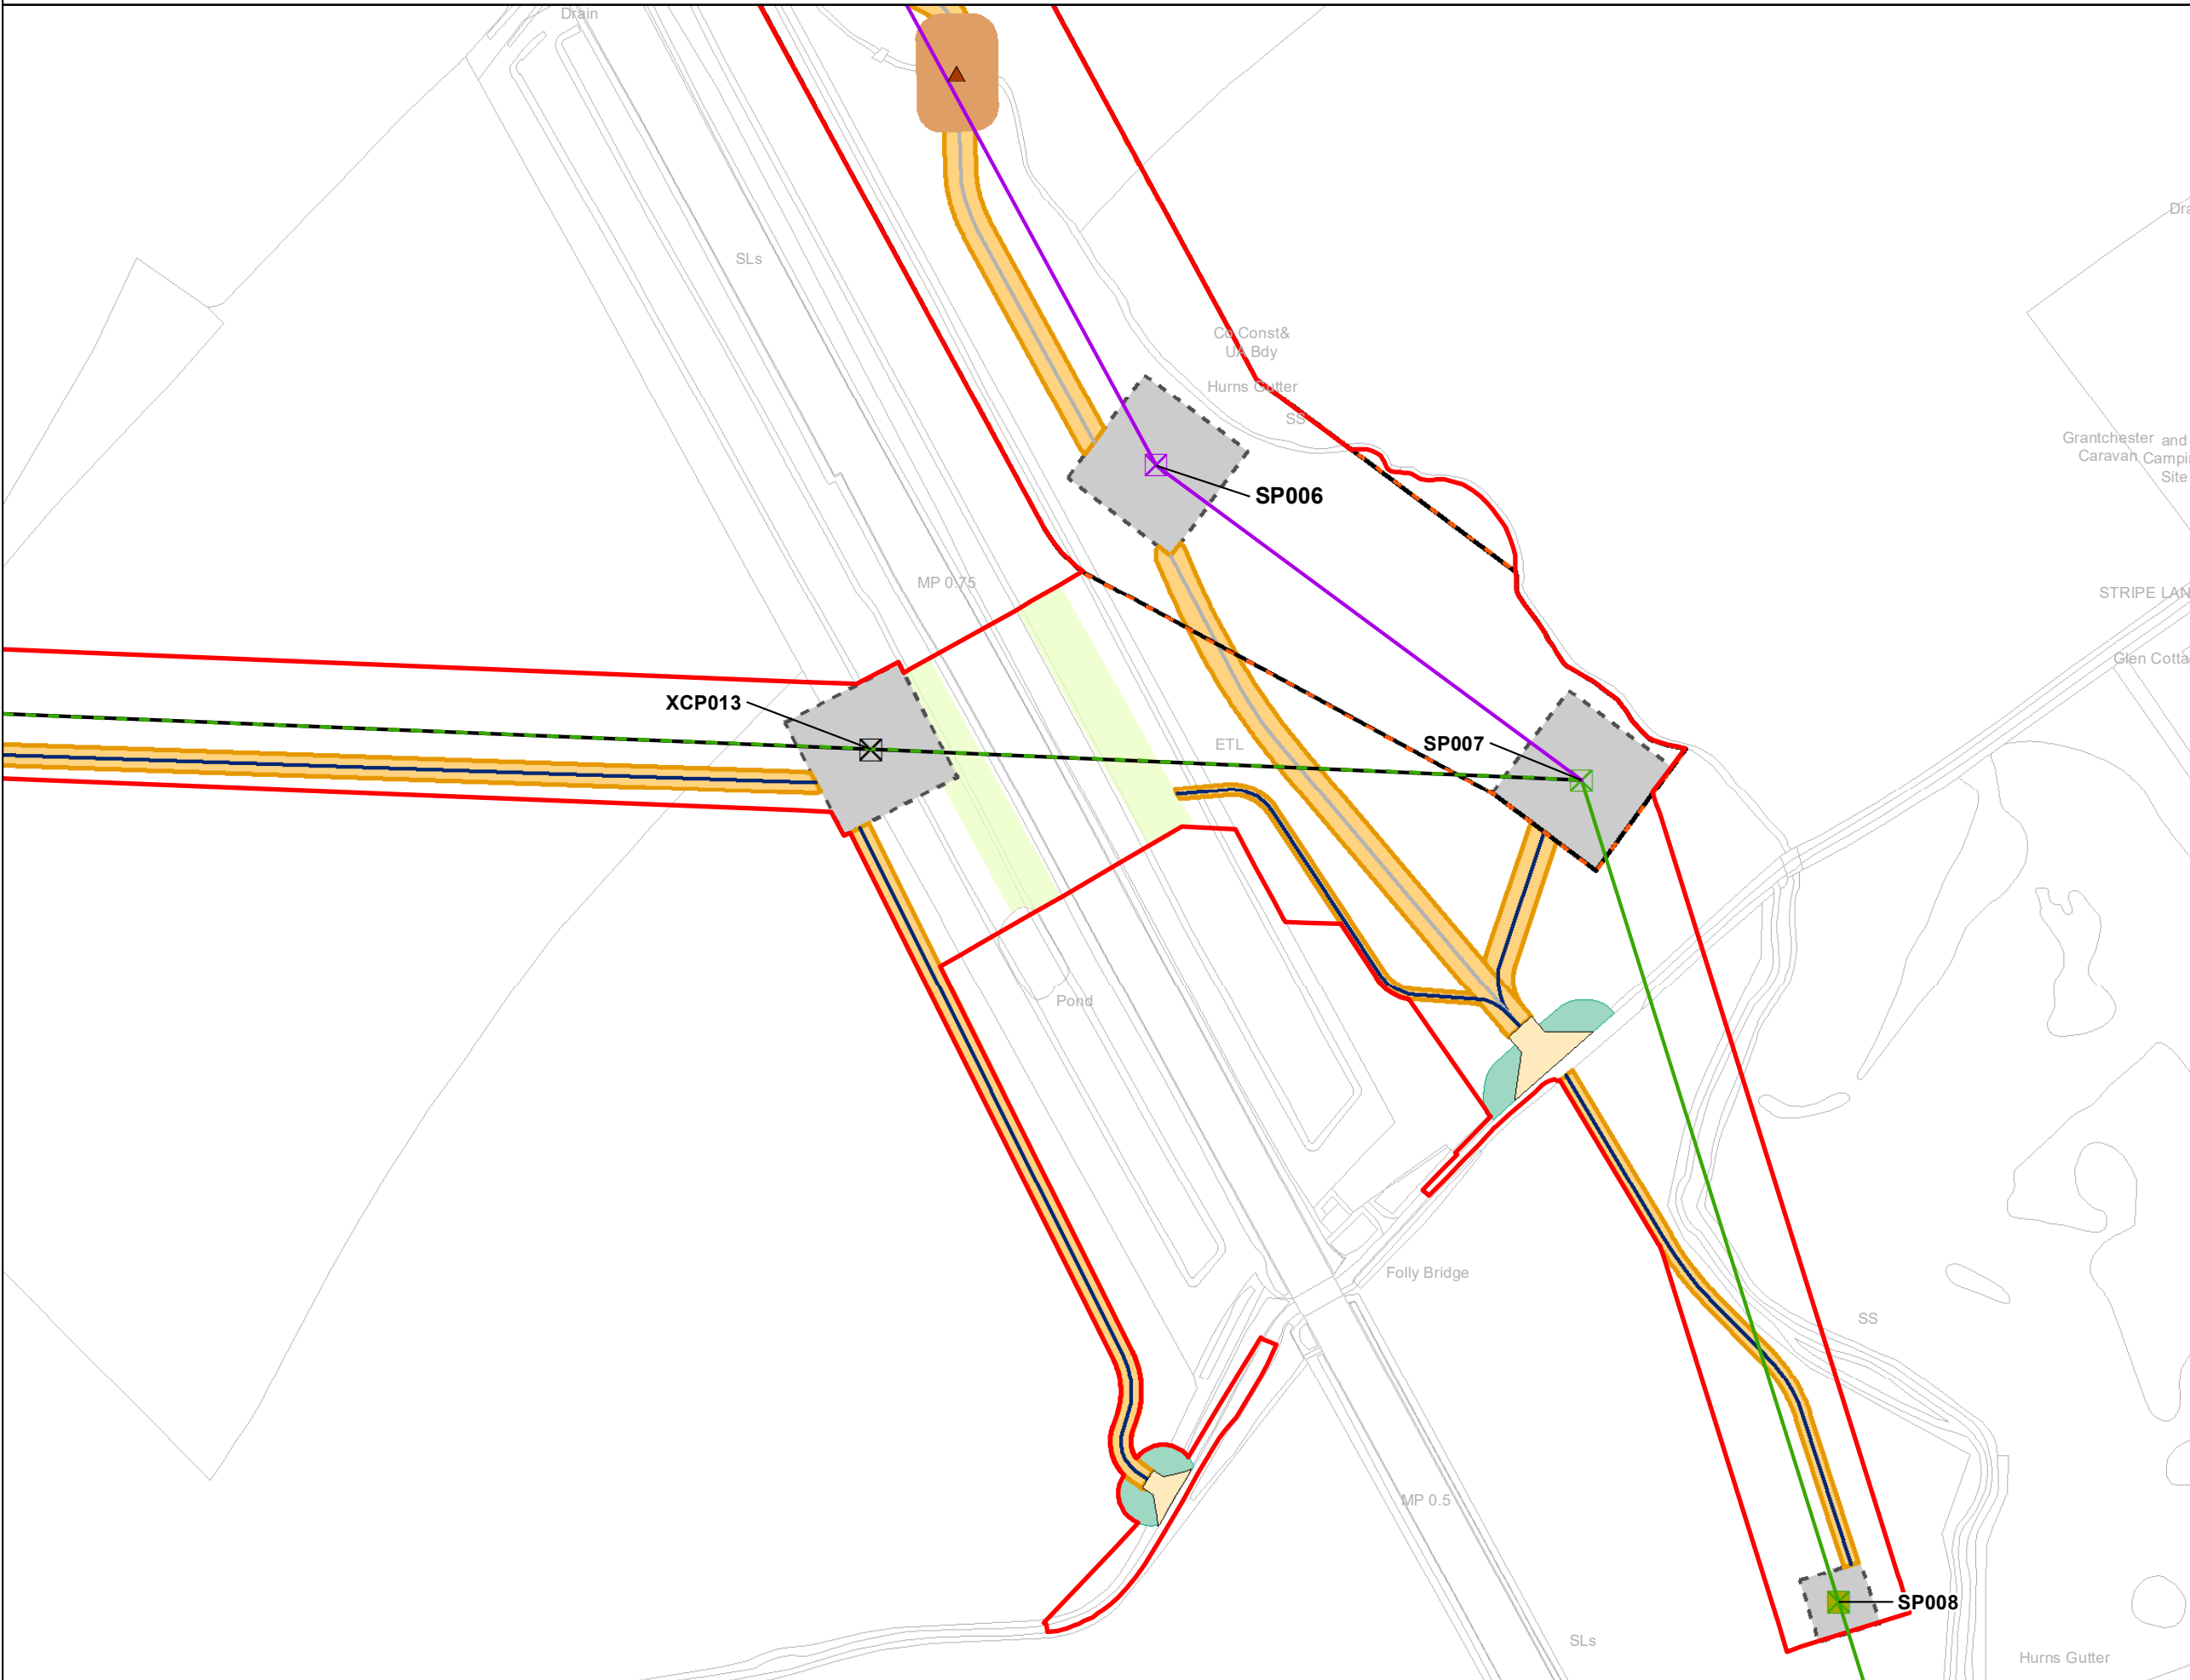 Drain
SLs
Co Const&
UA Bdy
Hurns Gutter
SS
SP006
Grantchester and
Caravan Campi
Site
MP 0.75
STRIPE LAN
Glen Cotta
XCP013
ETL
SP007
Pond
Folly Bridge
SS
MP 0.5
SP008
SLs
Hurns Gutter